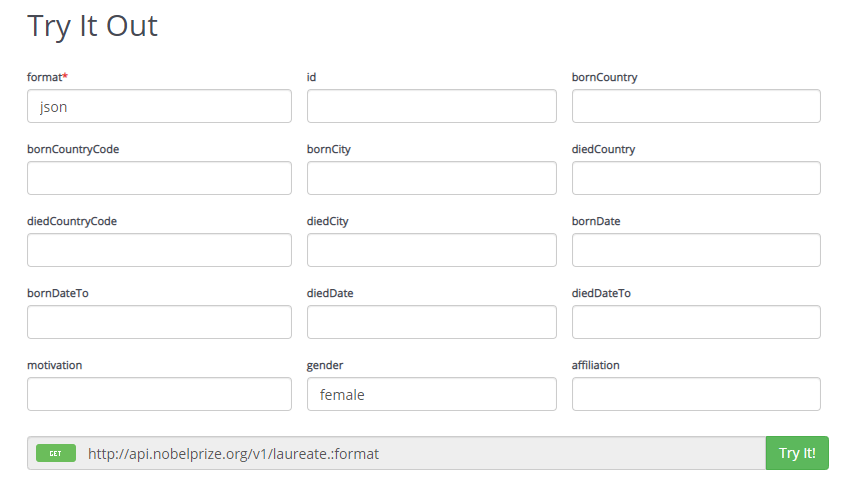 Try It Out
format* id bornCountry
json
bornCountryCode bornCity diedCountry
diedCountryCode diedCity bornDate
bornDateTo diedDate diedDateTo
motivation gender affiliation
female
GET http://api.nobelprize.org/v1/laureate.:format Try It!